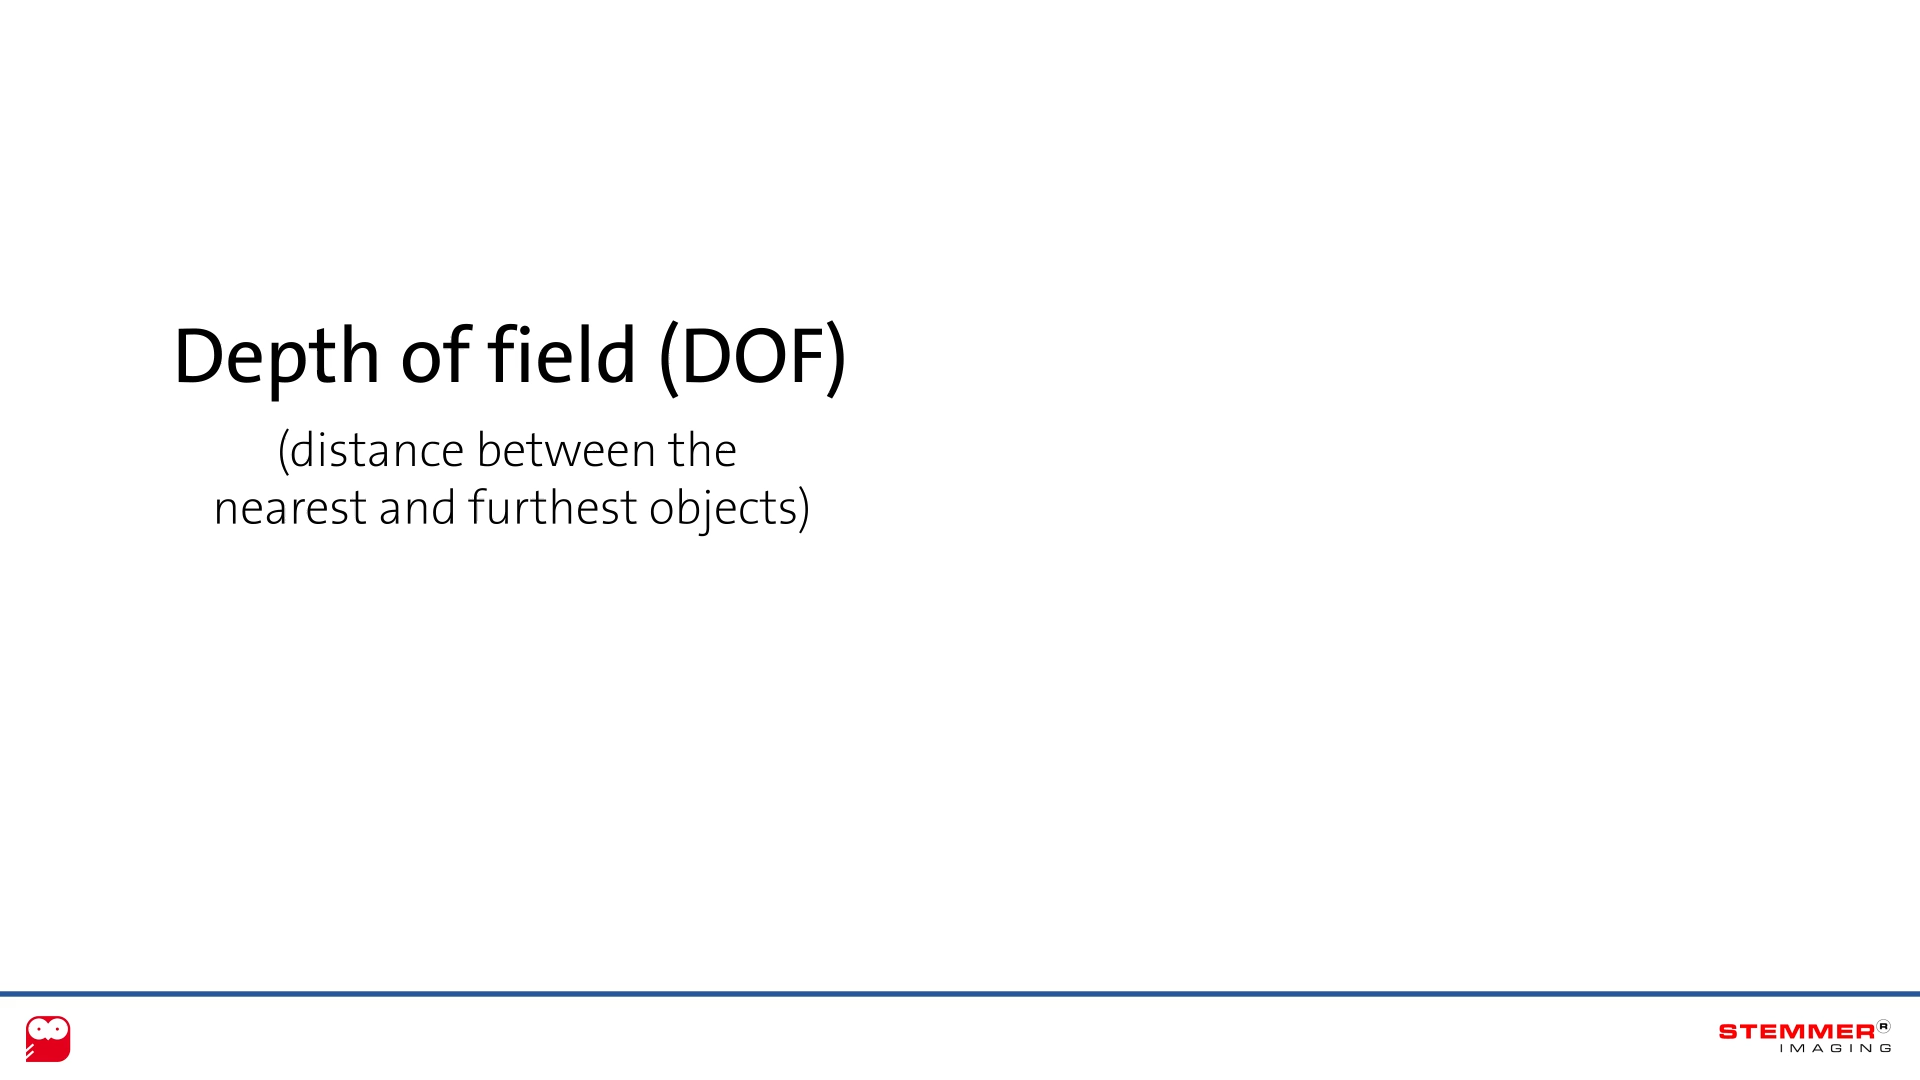 Depth of field (DOF)
(distance between the
nearest and furthest objects)
STEMMER®
IMAGING